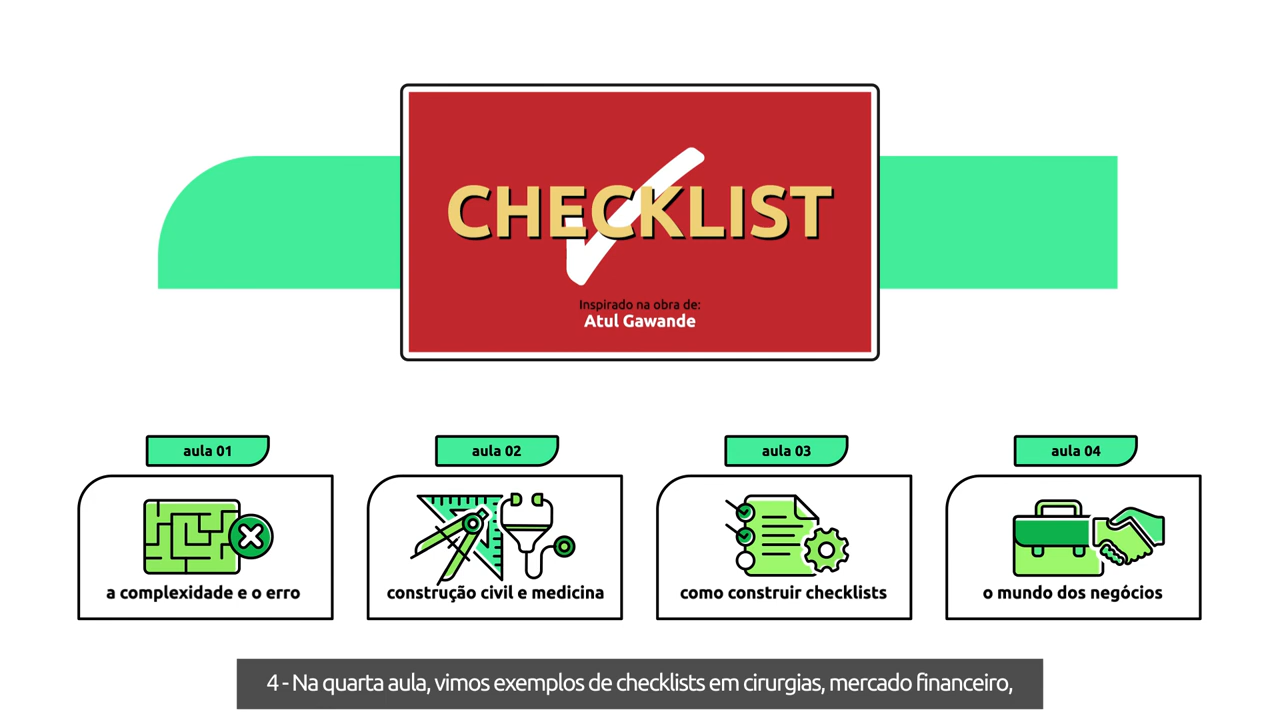 CHECKLIST
Inspirado na obra de:
Atul Gawande
aula 01
a complexidade e o erro
aula 02
construção civil e medicina
aula 03
como construir checklists
aula 04
o mundo dos negócios
4 - Na quarta aula, vimos exemplos de checklists em cirurgias, mercado financeiro,